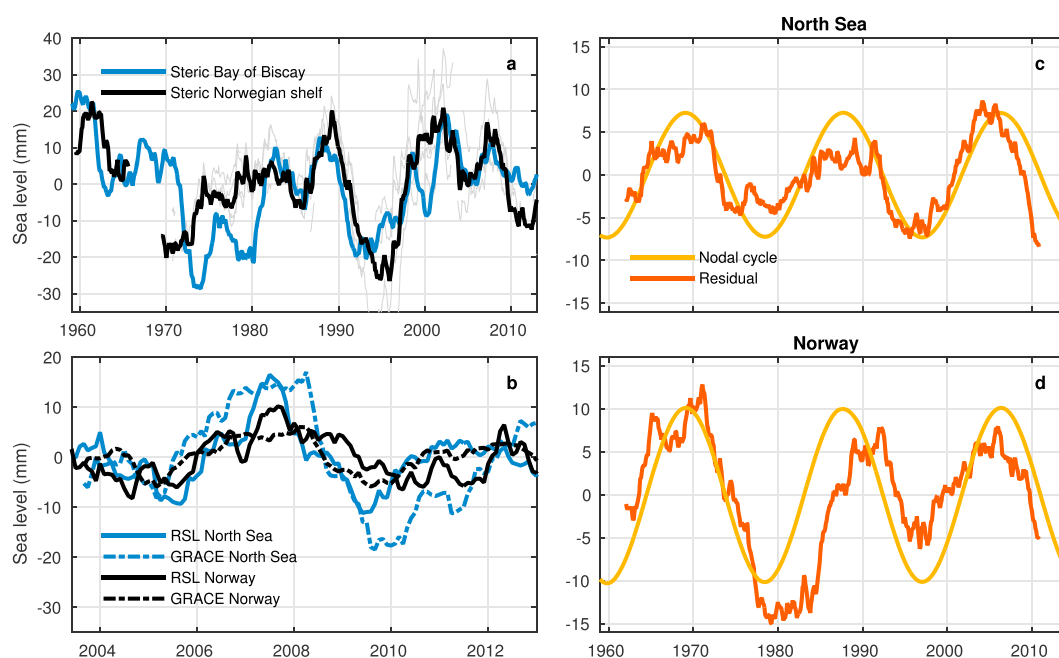 North Sea
40
30
20
10
0
-10
-20
-30
Sea level (mm)
a
Steric Bay of Biscay
Steric Norwegian shelf
1960 1970 1980 1990 2000 2010
15
10
5
0
-5
-10
-15
c
Nodal cycle
Residual
20
10
0
-10
-20
-30
Sea level (mm)
b
RSL North Sea
GRACE North Sea
RSL Norway
GRACE Norway
2004 2006 2008 2010 2012
Norway
15
10
5
0
-5
-10
-15
d
1960 1970 1980 1990 2000 2010